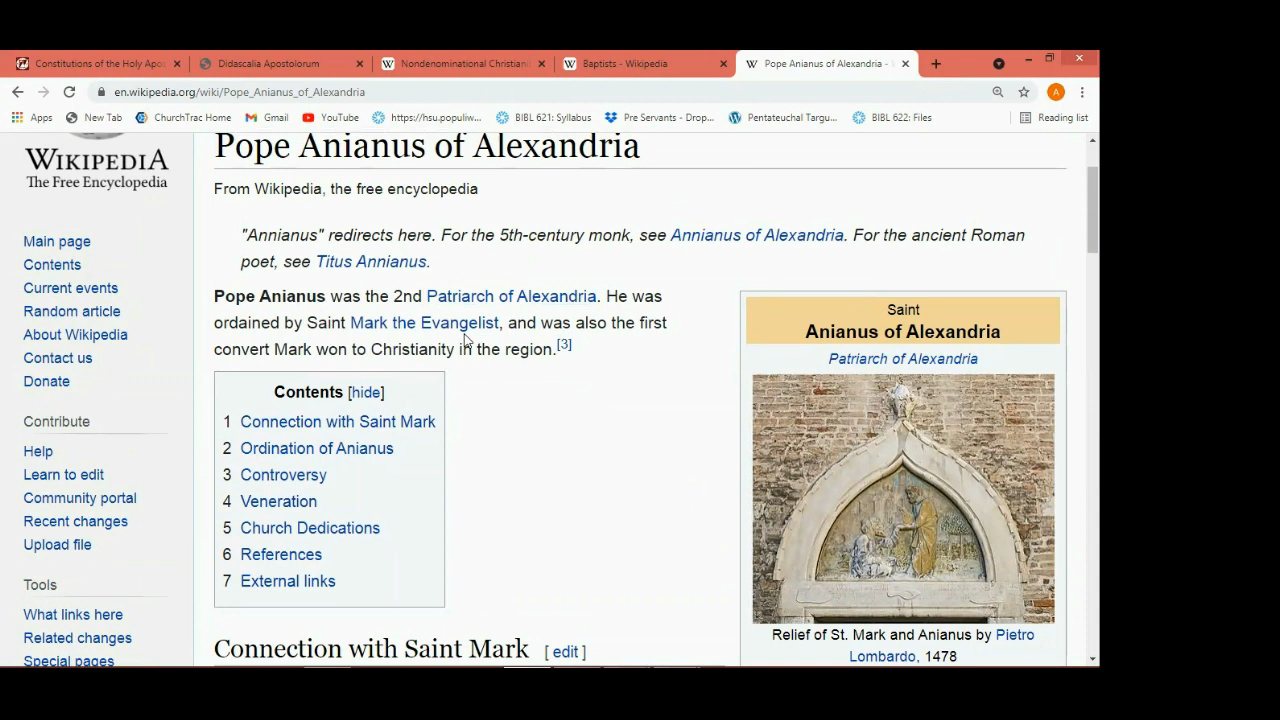 Constitutions of the Holy Apos
Didascalia Apostolorum
Nondenominational Christiani
Baptists - Wikipedia
Pope Anianus of Alexandria -
en.wikipedia.org/wiki/Pope_Anianus_of_Alexandria
A
Apps
New Tab
ChurchTrac Home
Gmail
YouTube
https://hsu.populiw...
BIBL 621: Syllabus
Pre Servants - Drop...
Pentateuchal Targu...
BIBL 622: Files
Reading list
WIKIPEDIA
The Free Encyclopedia
Main page
Contents
Current events
Random article
About Wikipedia
Contact us
Donate
Contribute
Help
Learn to edit
Community portal
Recent changes
Upload file
Tools
What links here
Related changes
Special pages
Pope Anianus of Alexandria
From Wikipedia, the free encyclopedia
"Annianus" redirects here. For the 5th-century monk, see Annianus of Alexandria. For the ancient Roman
poet, see Titus Annianus.
Pope Anianus was the 2nd Patriarch of Alexandria. He was
ordained by Saint Mark the Evangelist, and was also the first
convert Mark won to Christianity in the region.[3]
Contents [hide]
1 Connection with Saint Mark
2 Ordination of Anianus
3 Controversy
4 Veneration
5 Church Dedications
6 References
7 External links
Connection with Saint Mark [ edit ]
Saint
Anianus of Alexandria
Patriarch of Alexandria
Relief of St. Mark and Anianus by Pietro
Lombardo, 1478